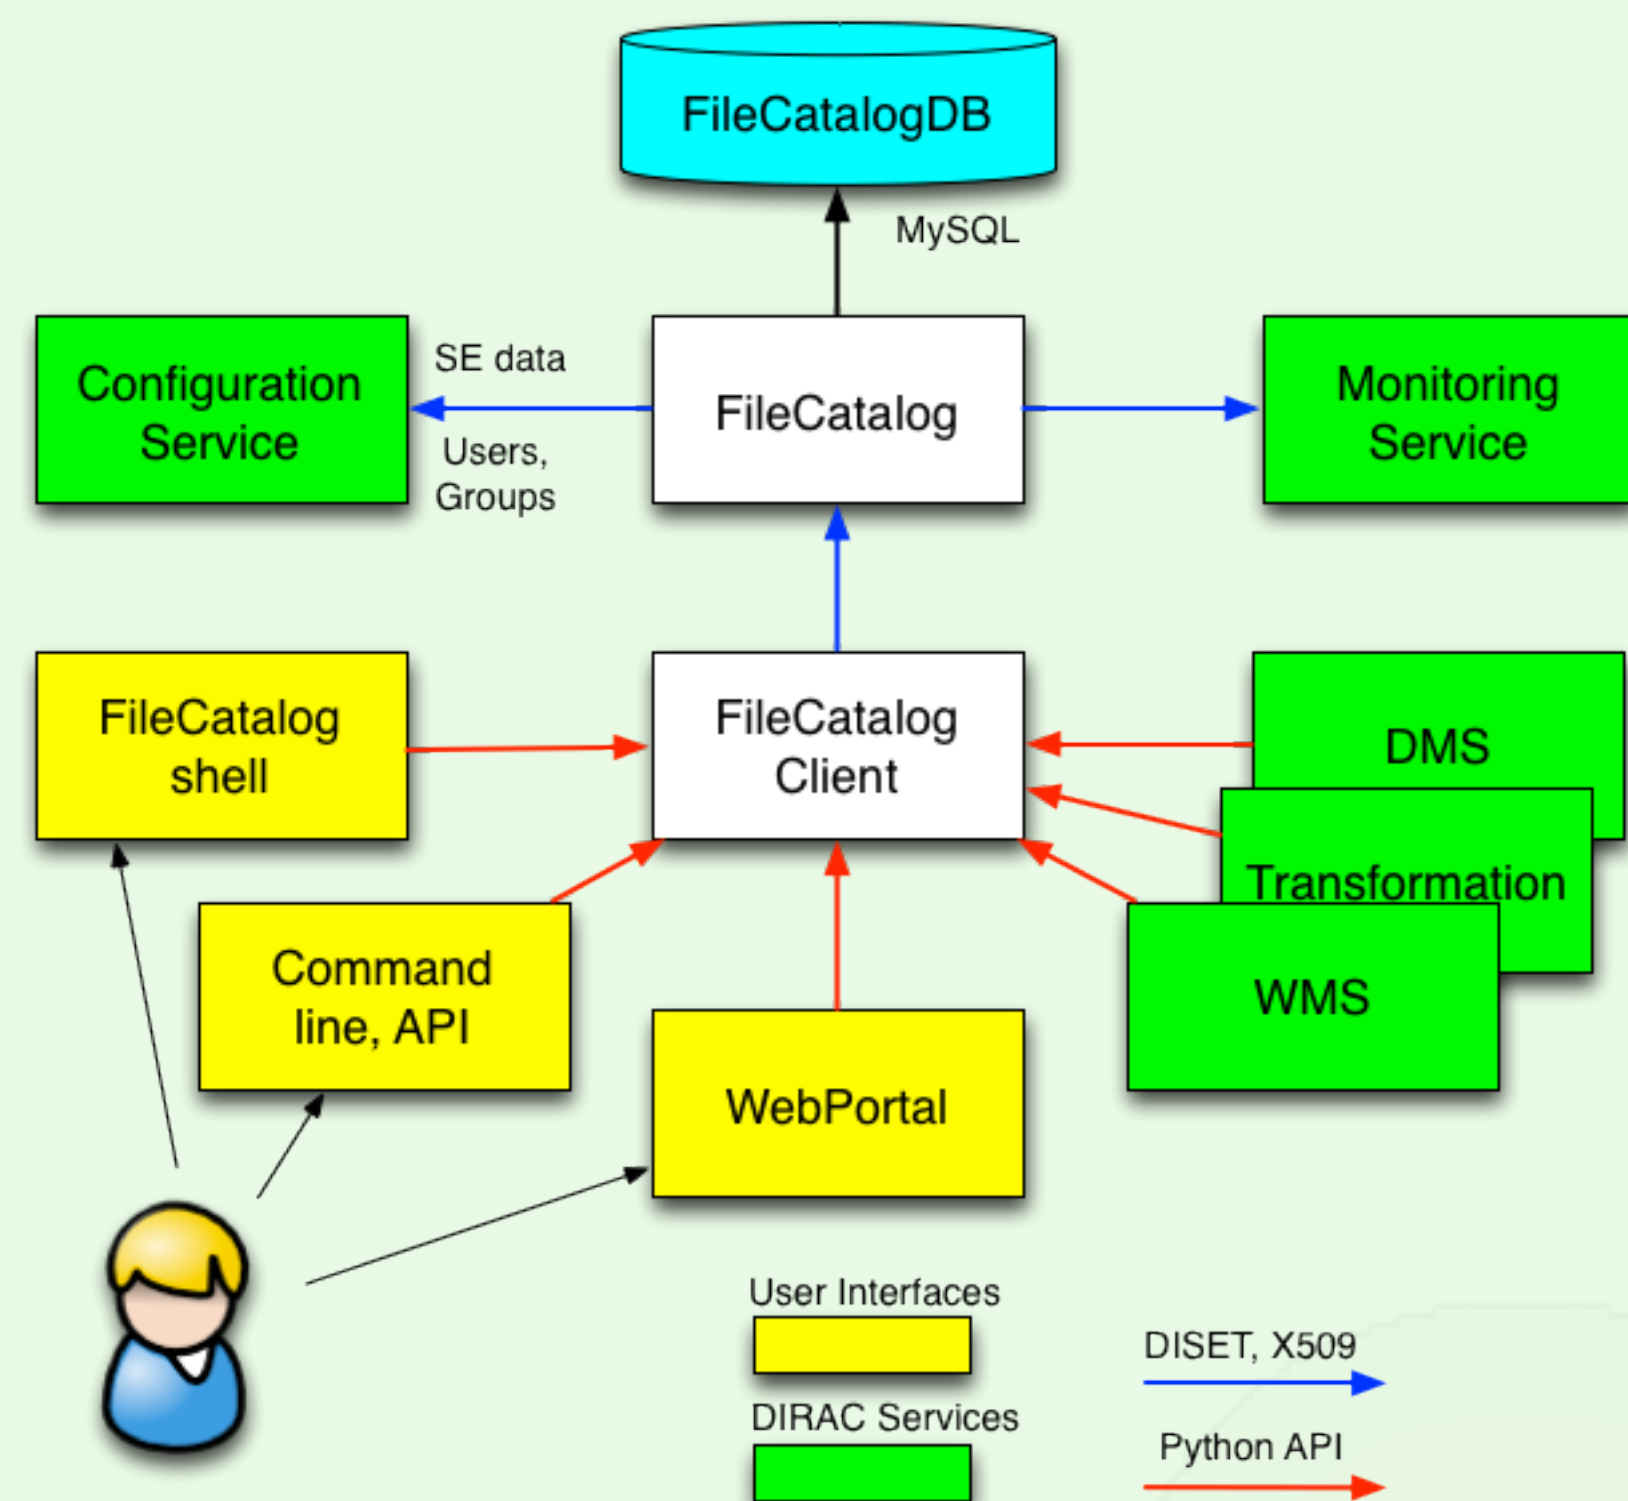 FileCatalogDB
MySQL
Configuration
Service
SE data
Users,
Groups
FileCatalog
Monitoring
Service
FileCatalog
shell
FileCatalog
Client
DMS
Transformation
WMS
Command
line, API
WebPortal
User Interfaces
DIRAC Services
DISET, X509
Python API